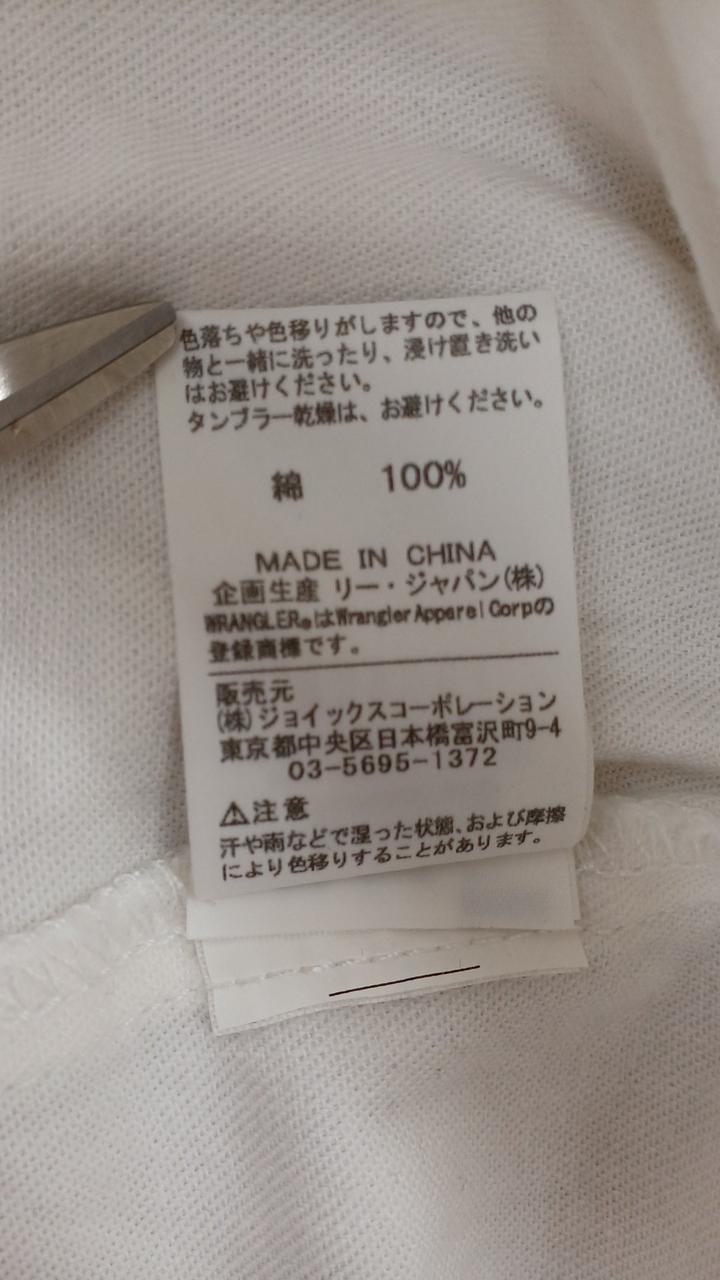 色落ちや色移りがしますので、他の
物と一緒に洗ったり、浸け置き洗い
はお避けください。
タンブラー乾燥は、お避けください。
綿 100%
MADE IN CHINA
企画生産 リー・ジャパン(株)
WRANGLER®はWrangler Apparel Corpの
登録商標です。
販売元
(株)ジョイックスコーポレーション
東京都中央区日本橋富沢町9-4
03-5695-1372
⚠注意
汗や雨などで湿った状態、および摩擦
により色移りすることがあります。